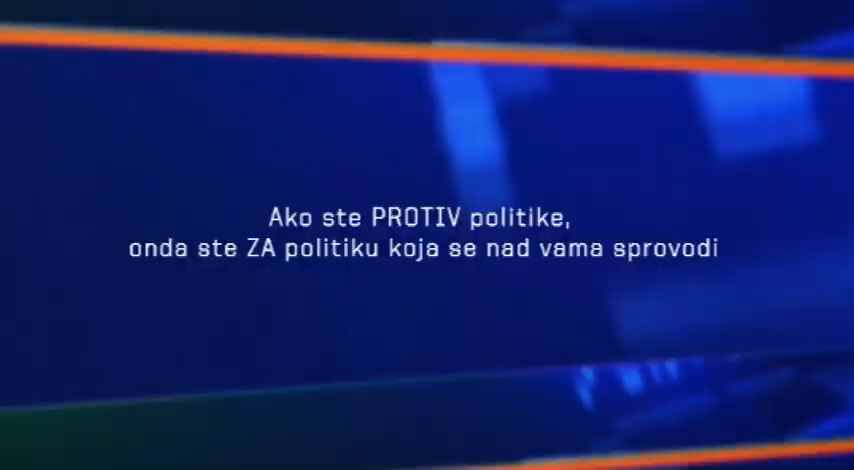 Ako ste PROTIV politike,
onda ste ZA politiku koja se nad vama sprovodi